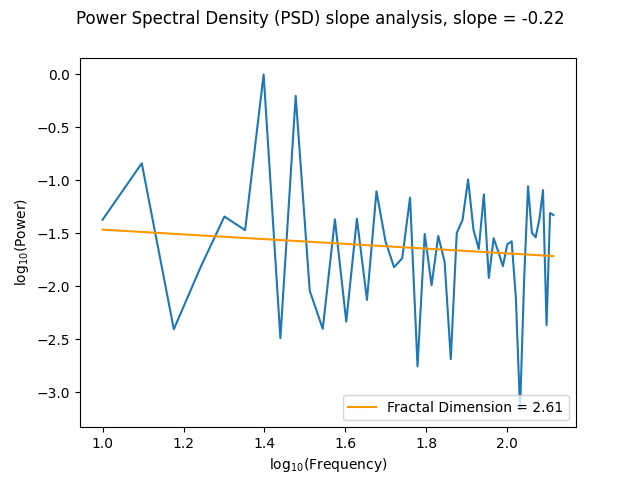 Power Spectral Density (PSD) slope analysis, slope = -0.22
0.0
−0.5
−1.0
−1.5
−2.0
−2.5
−3.0
log₁₀(Power)
Fractal Dimension = 2.61
1.0 1.2 1.4 1.6 1.8 2.0
log₁₀(Frequency)